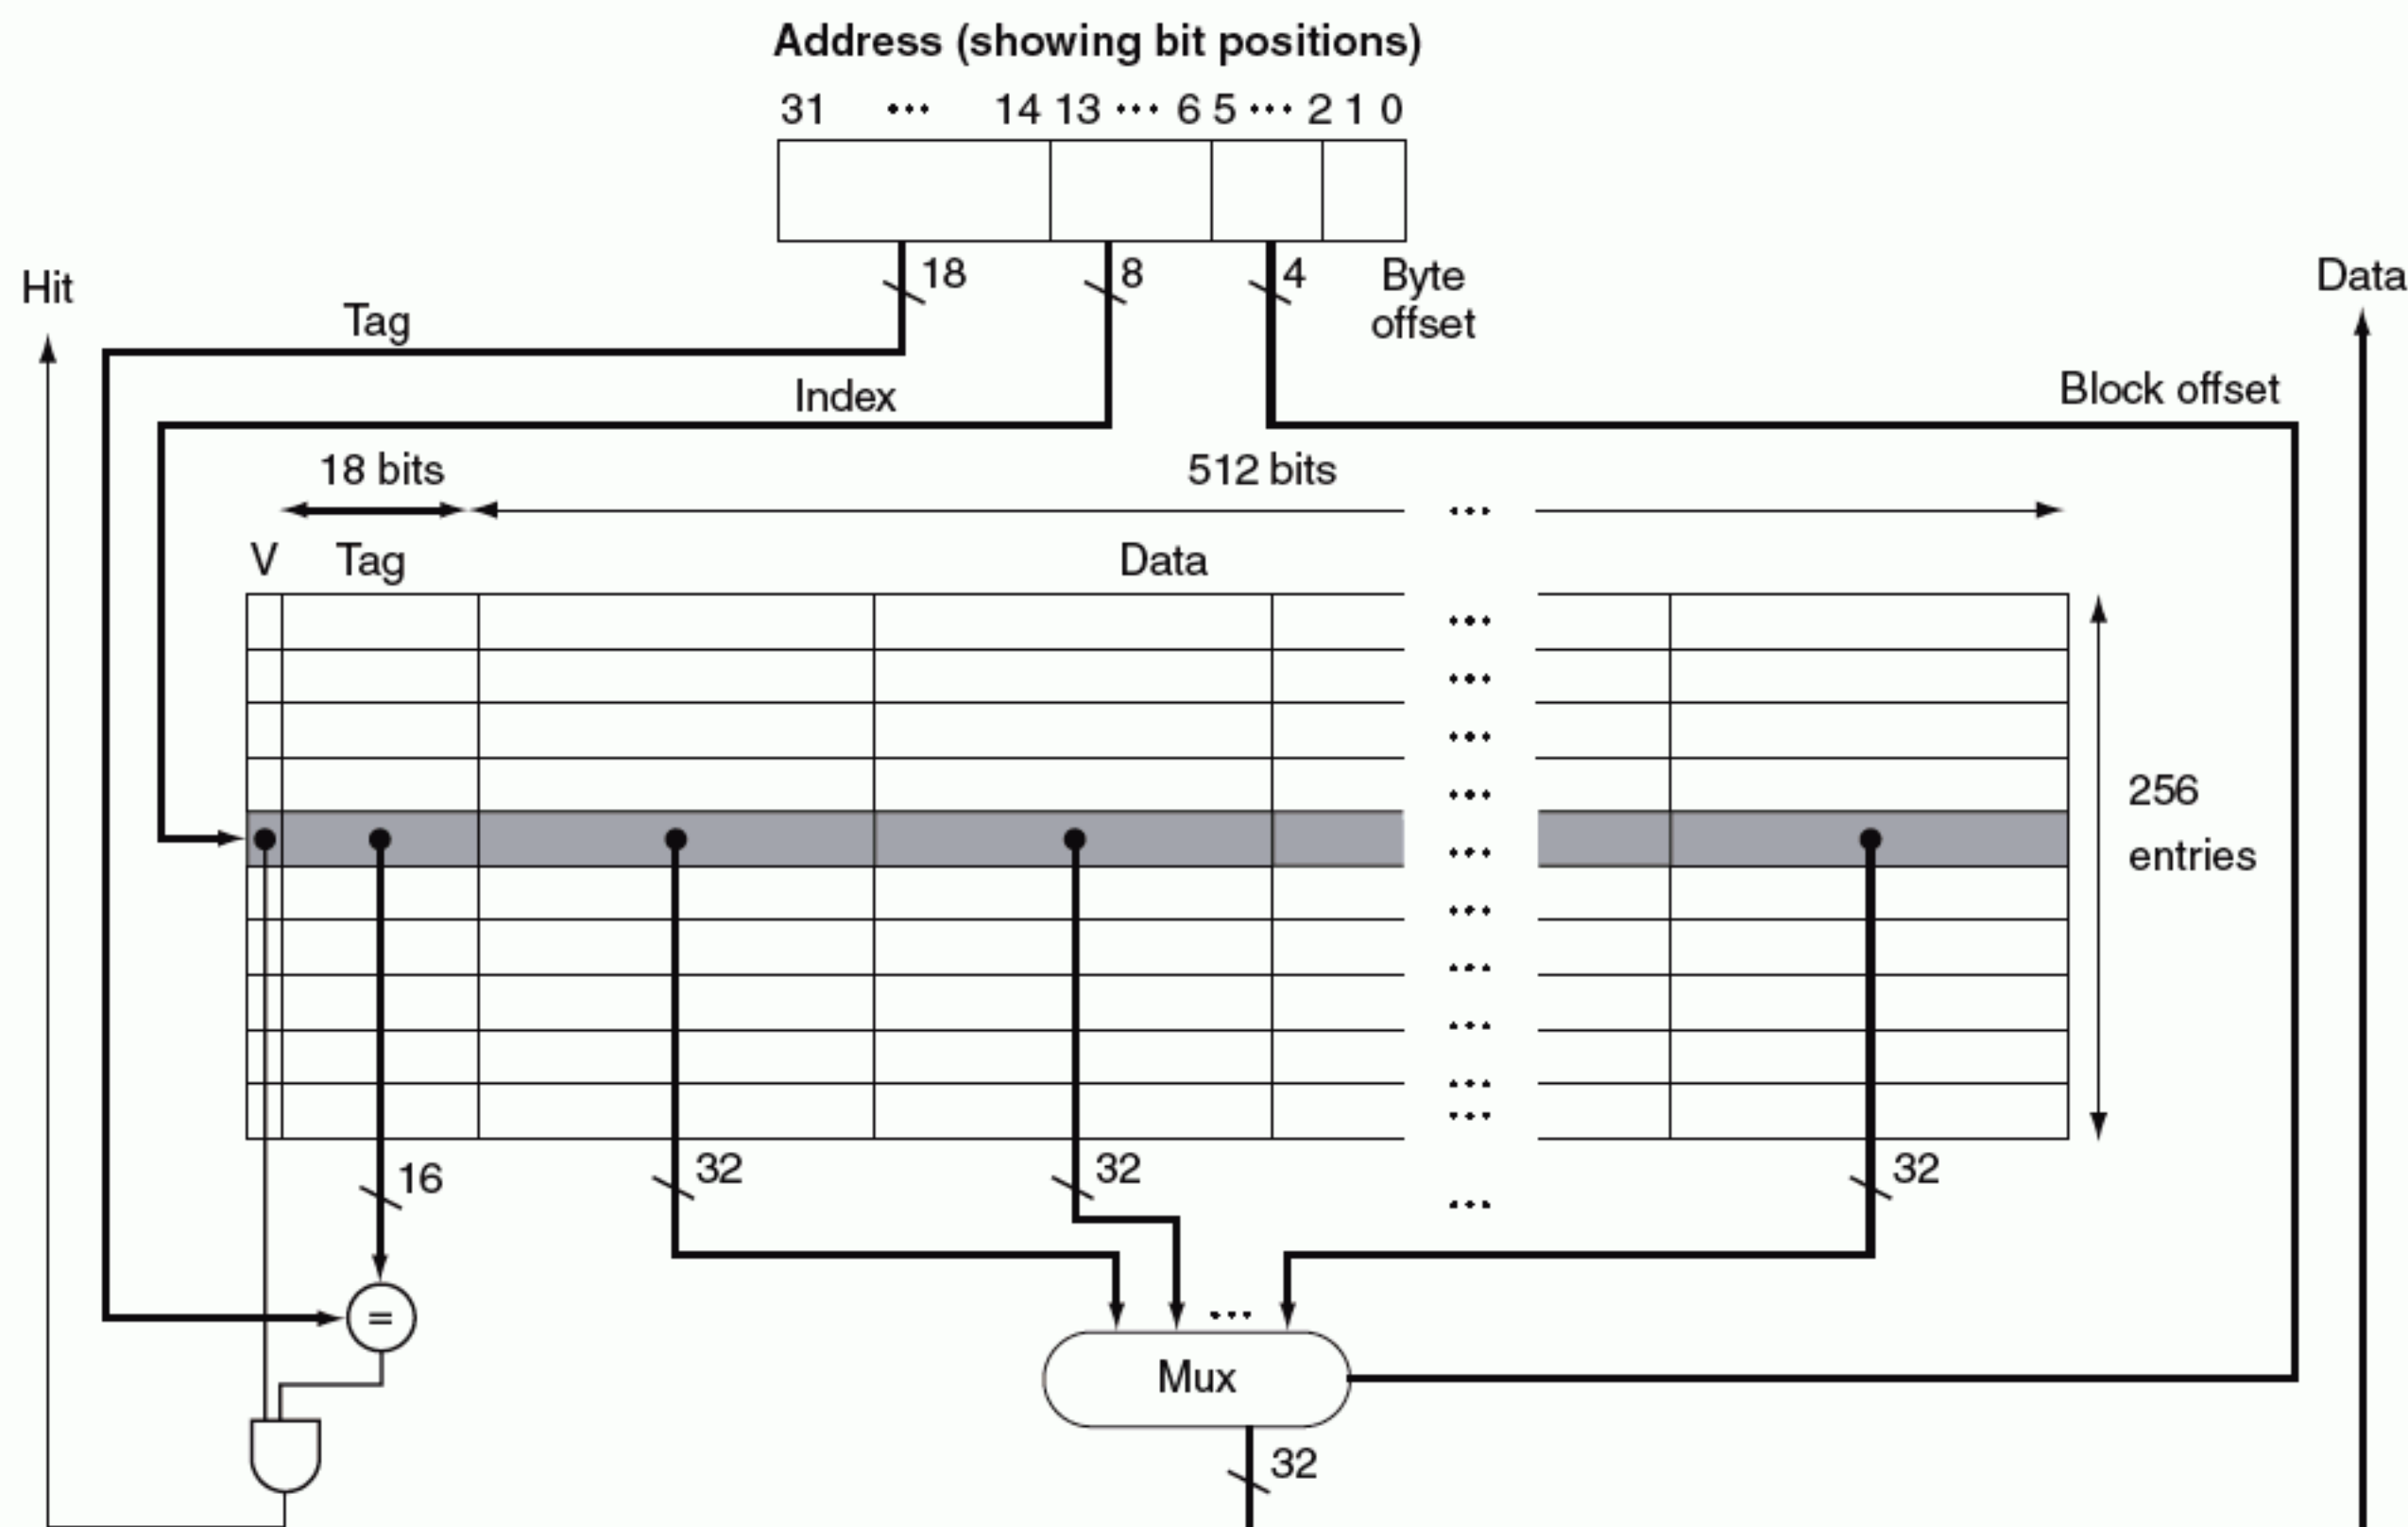 Address (showing bit positions)
31 ... 14 13 ... 6 5 ... 2 1 0
18 8 4 Byte
offset
Hit
Data
Tag
Index
Block offset
18 bits
512 bits
...
V Tag Data
...
...
...
...
...
...
...
...
...
...
256
entries
16
32
32
...
32
=
...
Mux
32